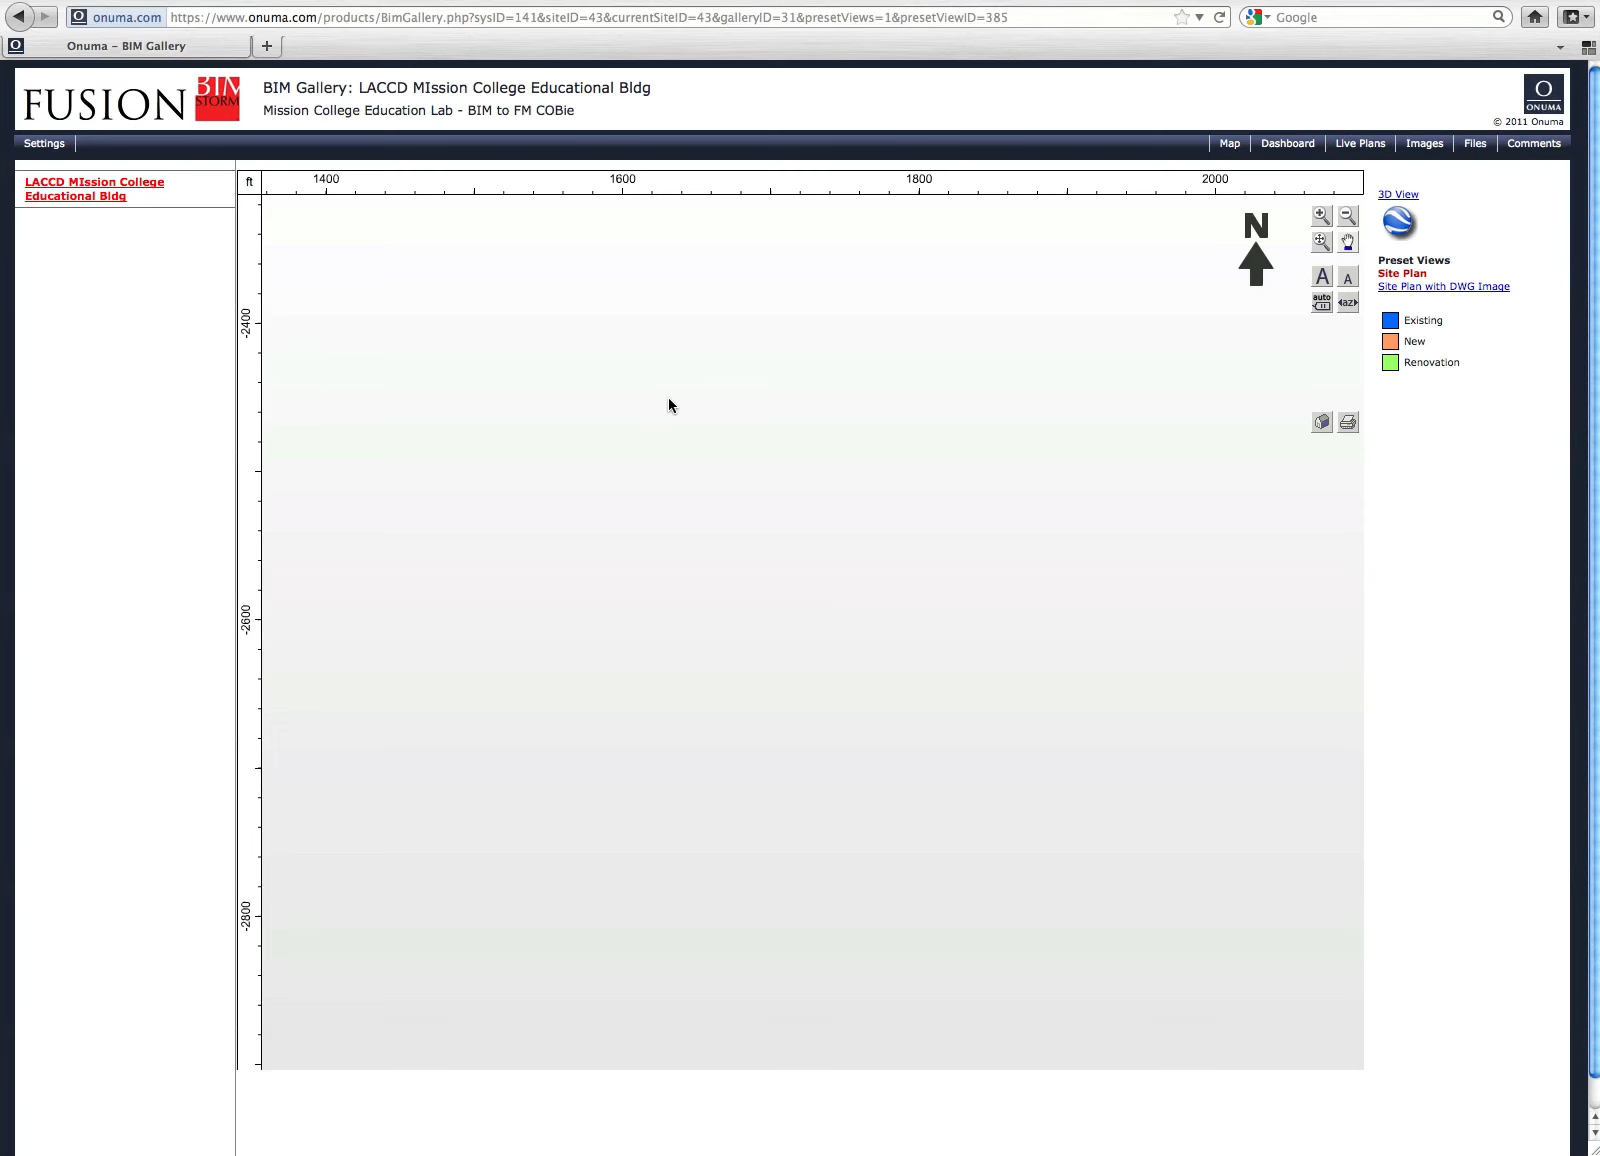 onuma.com
https://www.onuma.com/products/BimGallery.php?sysID=141&siteID=43&currentSiteID=43&galleryID=31&presetViews=1&presetViewID=385
Google
Onuma – BIM Gallery
FUSION
BIM
STORM
BIM Gallery: LACCD MIssion College Educational Bldg
Mission College Education Lab - BIM to FM COBie
O
ONUMA
© 2011 Onuma
Settings
Map
Dashboard
Live Plans
Images
Files
Comments
LACCD MIssion College
Educational Bldg
ft
1400
1600
1800
2000
-2400
-2600
-2800
N
A
A
auto
az
3D View
Preset Views
Site Plan
Site Plan with DWG Image
Existing
New
Renovation